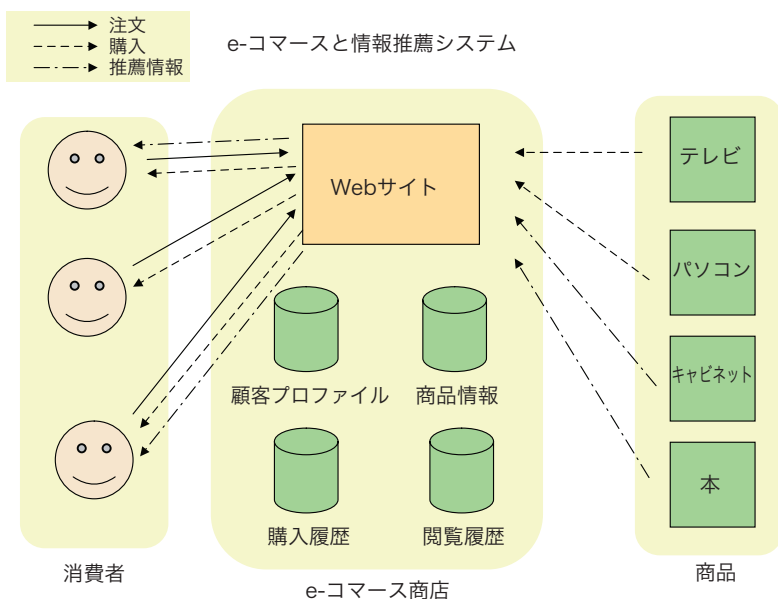 注文
購入
推薦情報
e-コマースと情報推薦システム
Webサイト
顧客プロファイル
商品情報
購入履歴
閲覧履歴
テレビ
パソコン
キャビネット
本
消費者
e-コマース商店
商品